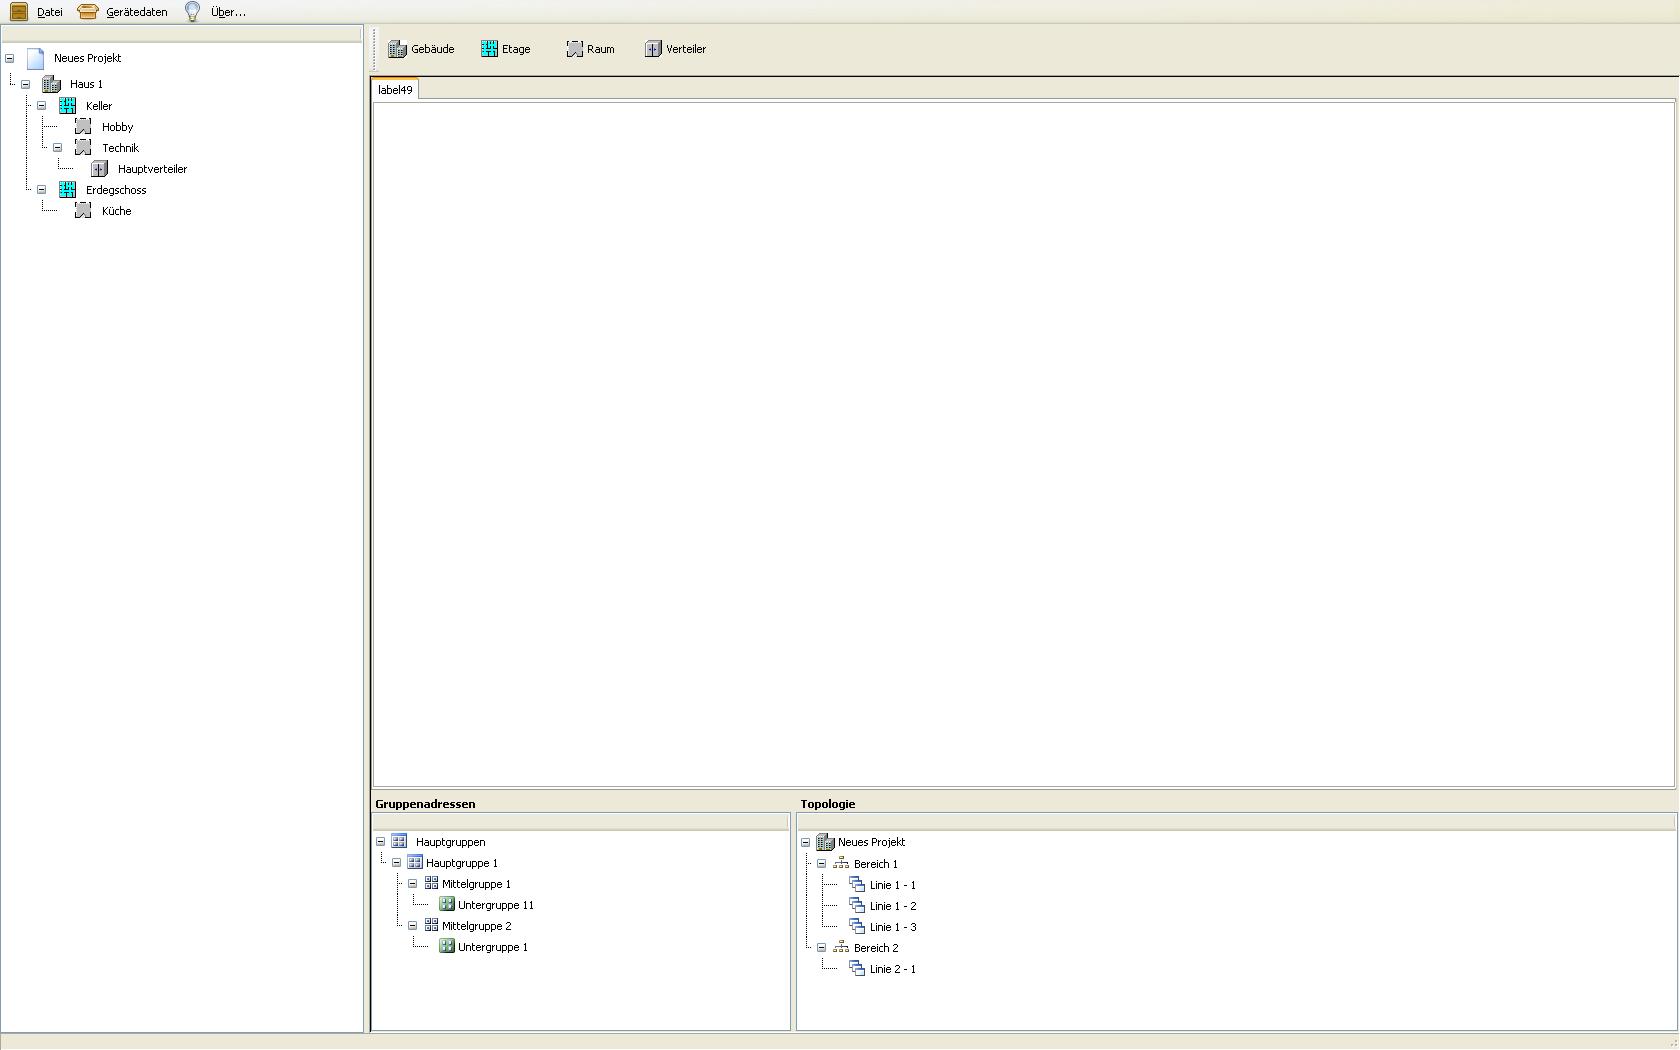 Datei Gerätedaten Über...
Neues Projekt
Haus 1
Keller
Hobby
Technik
Hauptverteiler
Erdegschoss
Küche
Gebäude Etage Raum Verteiler
label49
Gruppenadressen
Hauptgruppen
Hauptgruppe 1
Mittelgruppe 1
Untergruppe 11
Mittelgruppe 2
Untergruppe 1
Topologie
Neues Projekt
Bereich 1
Linie 1 - 1
Linie 1 - 2
Linie 1 - 3
Bereich 2
Linie 2 - 1